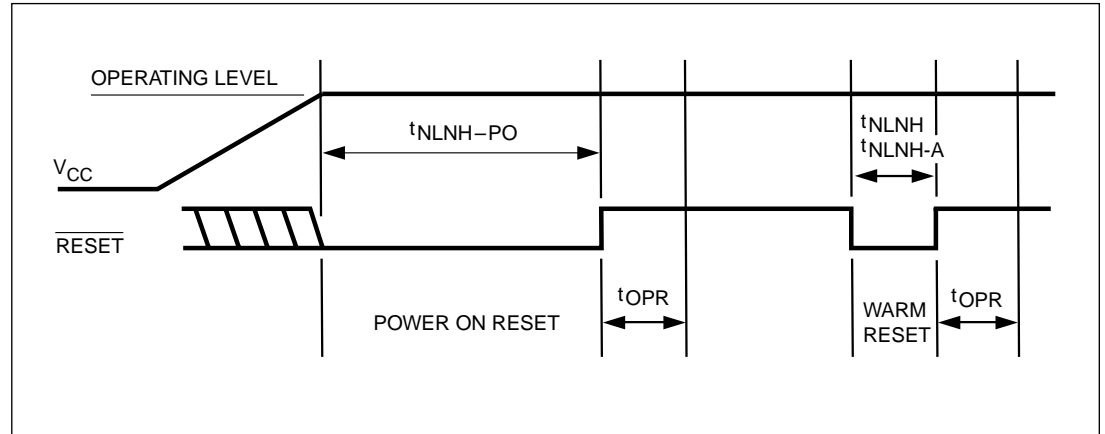 OPERATING LEVEL
tNLNH–PO
tNLNH
tNLNH-A
VCC
RESET
tOPR
POWER ON RESET
WARM
RESET
tOPR